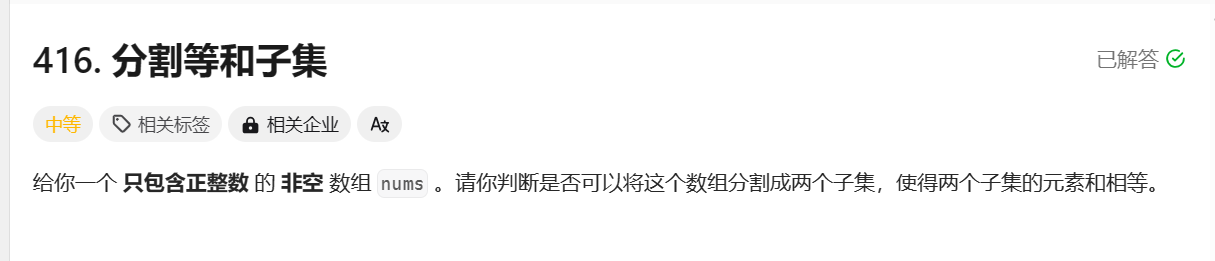 416. 分割等和子集
已解答
中等 相关标签 相关企业 A文
给你一个 只包含正整数 的 非空 数组 nums 。请你判断是否可以将这个数组分割成两个子集，使得两个子集的元素和相等。